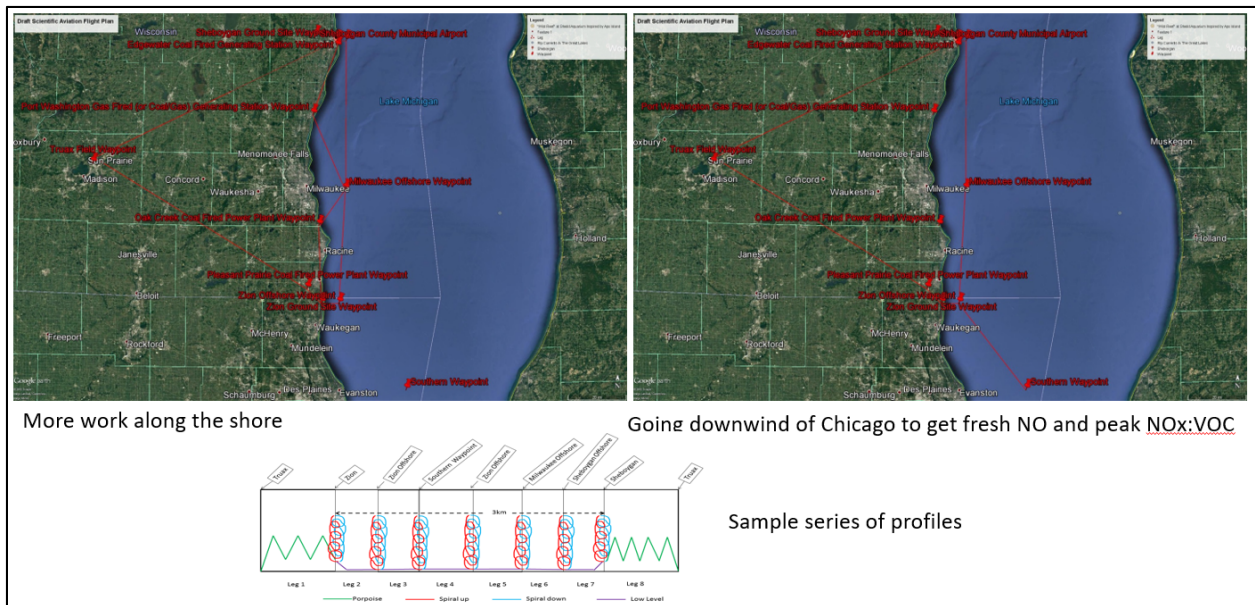 Draft Scientific Aviation Flight Plan
Legend
Wisconsin
Sheboygan Ground Site
Sheboygan County Municipal Airport
Edgewater Coal Fired Generating Station Waypoint
Port Washington Gas Fired (or Coal/Gas) Generating Station Waypoint
Lake Michigan
Muskegon
Truax Field Waypoint
Sun Prairie
Madison
Menomonee Falls
Concord
Waukesha
Milwaukee
Milwaukee Offshore Waypoint
Oak Creek Coal Fired Power Plant Waypoint
Holland
Janesville
Racine
Pleasant Prairie Coal Fired Power Plant Waypoint
Beloit
Zion Offshore Waypoint
Zion Ground Site Waypoint
Waukegan
Freeport
Rockford
McHenry
Mundelein
Google earth
Des Plaines
Schaumburg
Evanston
Southern Waypoint
Draft Scientific Aviation Flight Plan
Legend
Wisconsin
Sheboygan Ground Site
County Municipal Airport
Edgewater Coal Fired Generating Station Waypoint
Port Washington Gas Fired (or Coal/Gas) Generating Station Waypoint
Lake Michigan
Muskegon
Truax Field Waypoint
Sun Prairie
Madison
Menomonee Falls
Concord
Waukesha
Milwaukee
Milwaukee Offshore Waypoint
Oak Creek Coal Fired Power Plant Waypoint
Holland
Janesville
Racine
Pleasant Prairie Coal Fired Power Plant Waypoint
Beloit
Zion Offshore Waypoint
Zion Ground Site Waypoint
Waukegan
Freeport
Rockford
McHenry
Mundelein
Google earth
Des Plaines
Schaumburg
Evanston
Southern Waypoint
More work along the shore
Going downwind of Chicago to get fresh NO and peak NOx:VOC
Truax
Zion
Zion Offshore
Southern Waypoint
Zion Offshore
Milwaukee Offshore
Sheboygan Offshore
Sheboygan
Truax
3km
Sample series of profiles
Leg 1 Leg 2 Leg 3 Leg 4 Leg 5 Leg 6 Leg 7 Leg 8
Porpoise Spiral up Spiral down Low Level